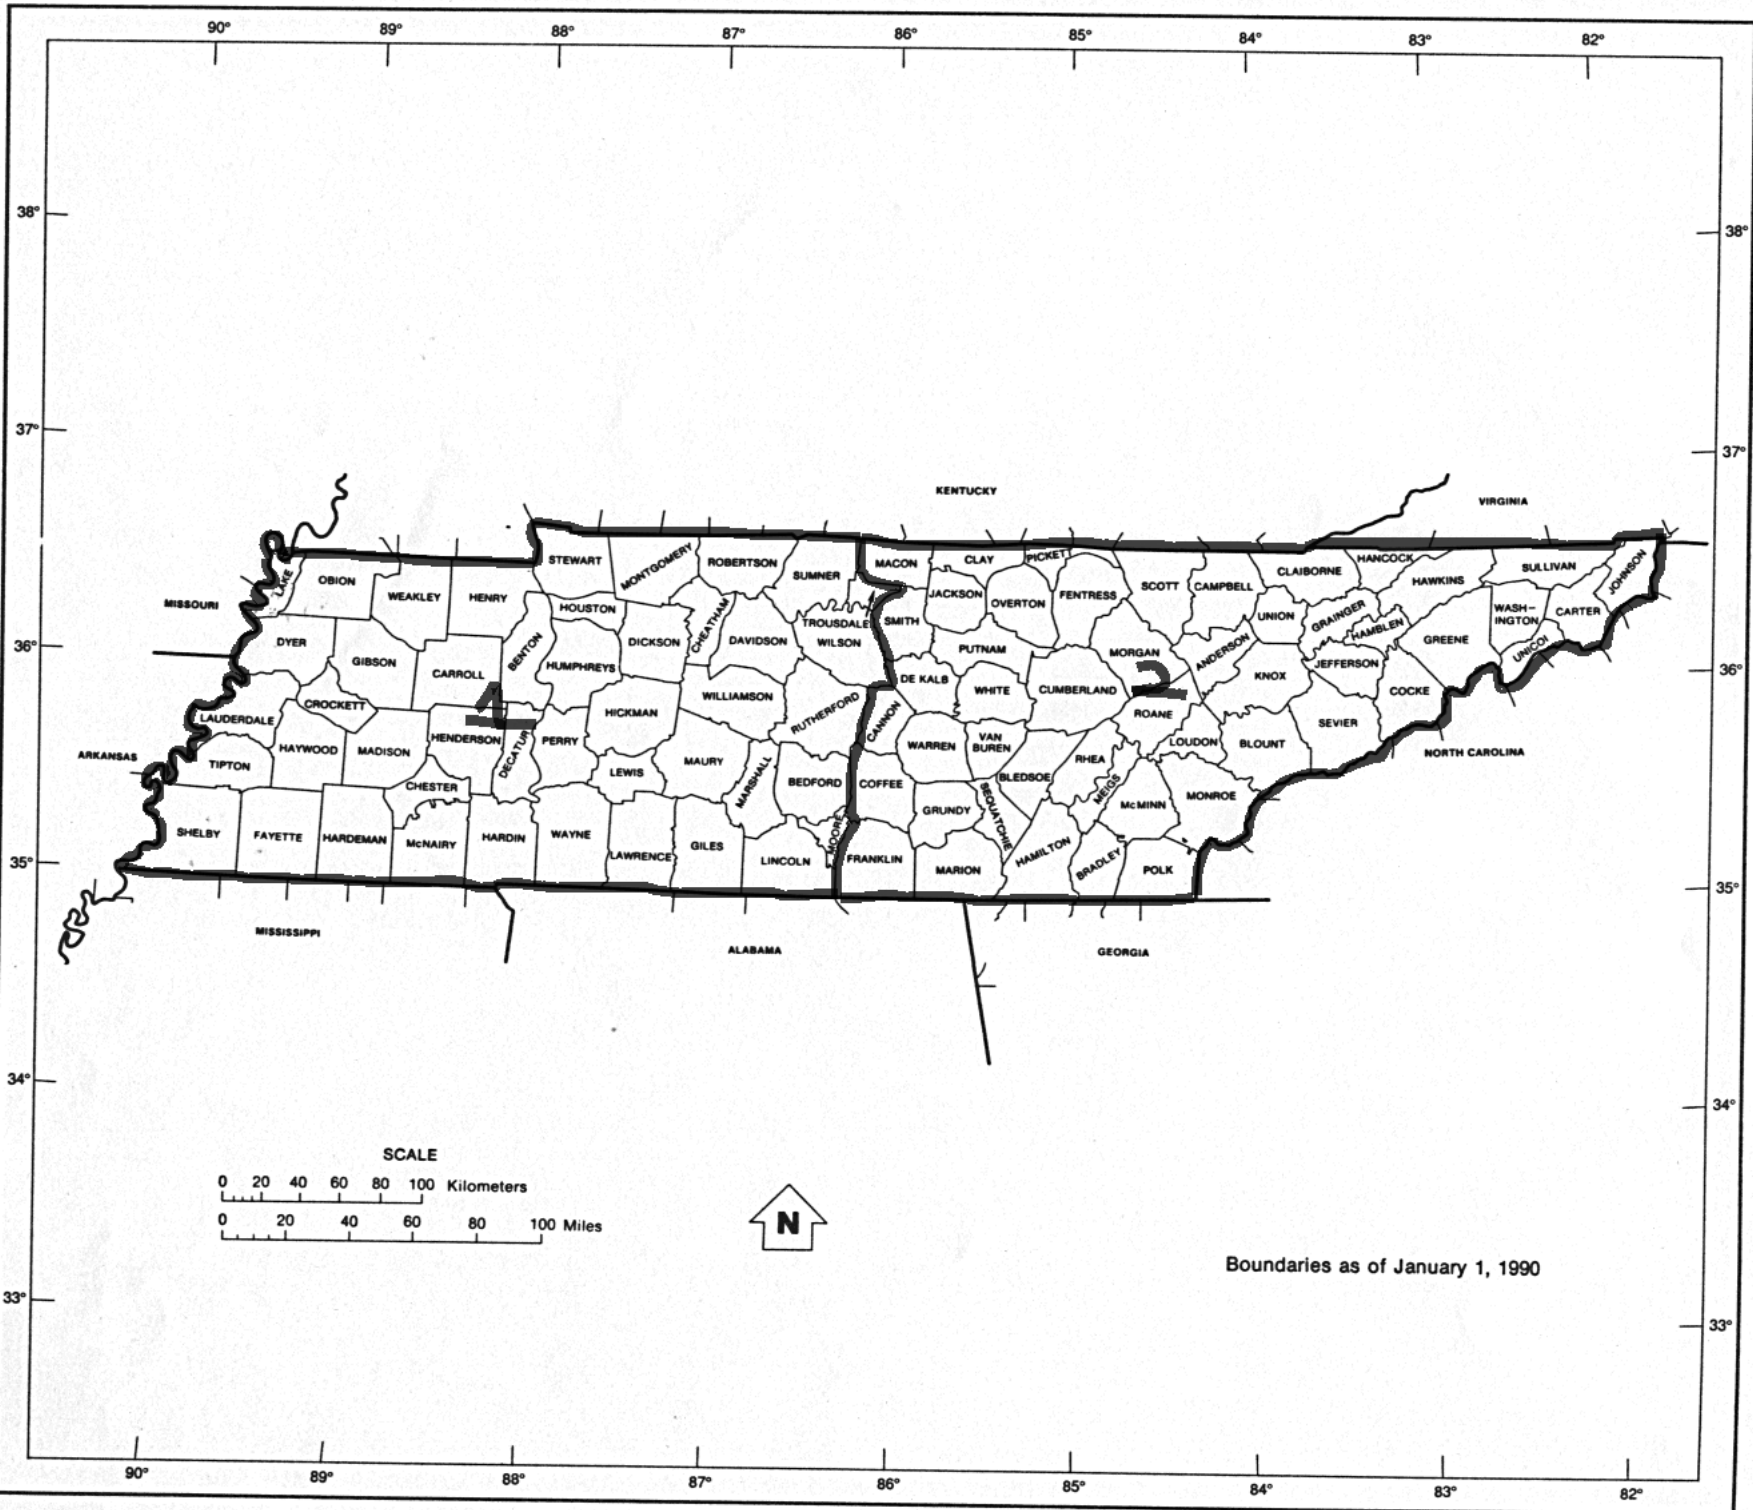 90° 89° 88° 87° 86° 85° 84° 83° 82°
38° 38°
37° 37°
KENTUCKY
VIRGINIA
MISSOURI
ARKANSAS
NORTH CAROLINA
MISSISSIPPI
ALABAMA
GEORGIA
36° 36°
35° 35°
34° 34°
33° 33°
STEWART
MONTGOMERY
ROBERTSON
SUMNER
MACON
CLAY
PICKETT
SCOTT
CAMPBELL
CLAIBORNE
HANCOCK
HAWKINS
SULLIVAN
JOHNSON
LAKE
OBION
WEAKLEY
HENRY
HOUSTON
CHEATHAM
TROUSDALE
SMITH
JACKSON
OVERTON
FENTRESS
UNION
GRAINGER
HAMBLEN
GREENE
WASH-
INGTON
CARTER
UNICOI
DYER
GIBSON
CARROLL
BENTON
HUMPHREYS
DICKSON
DAVIDSON
WILSON
PUTNAM
MORGAN
ANDERSON
KNOX
JEFFERSON
COCKE
1
2
LAUDERDALE
CROCKETT
HENDERSON
DECATUR
PERRY
HICKMAN
WILLIAMSON
RUTHERFORD
CANNON
DE KALB
WHITE
CUMBERLAND
ROANE
LOUDON
BLOUNT
SEVIER
TIPTON
HAYWOOD
MADISON
CHESTER
LEWIS
MAURY
MARSHALL
BEDFORD
COFFEE
WARREN
VAN
BUREN
BLEDSOE
RHEA
MEIGS
McMINN
MONROE
SHELBY
FAYETTE
HARDEMAN
McNAIRY
HARDIN
WAYNE
LAWRENCE
GILES
LINCOLN
MOORE
FRANKLIN
GRUNDY
MARION
SEQUATCHIE
HAMILTON
BRADLEY
POLK
SCALE
0 20 40 60 80 100 Kilometers
0 20 40 60 80 100 Miles
N
Boundaries as of January 1, 1990
90° 89° 88° 87° 86° 85° 84° 83° 82°